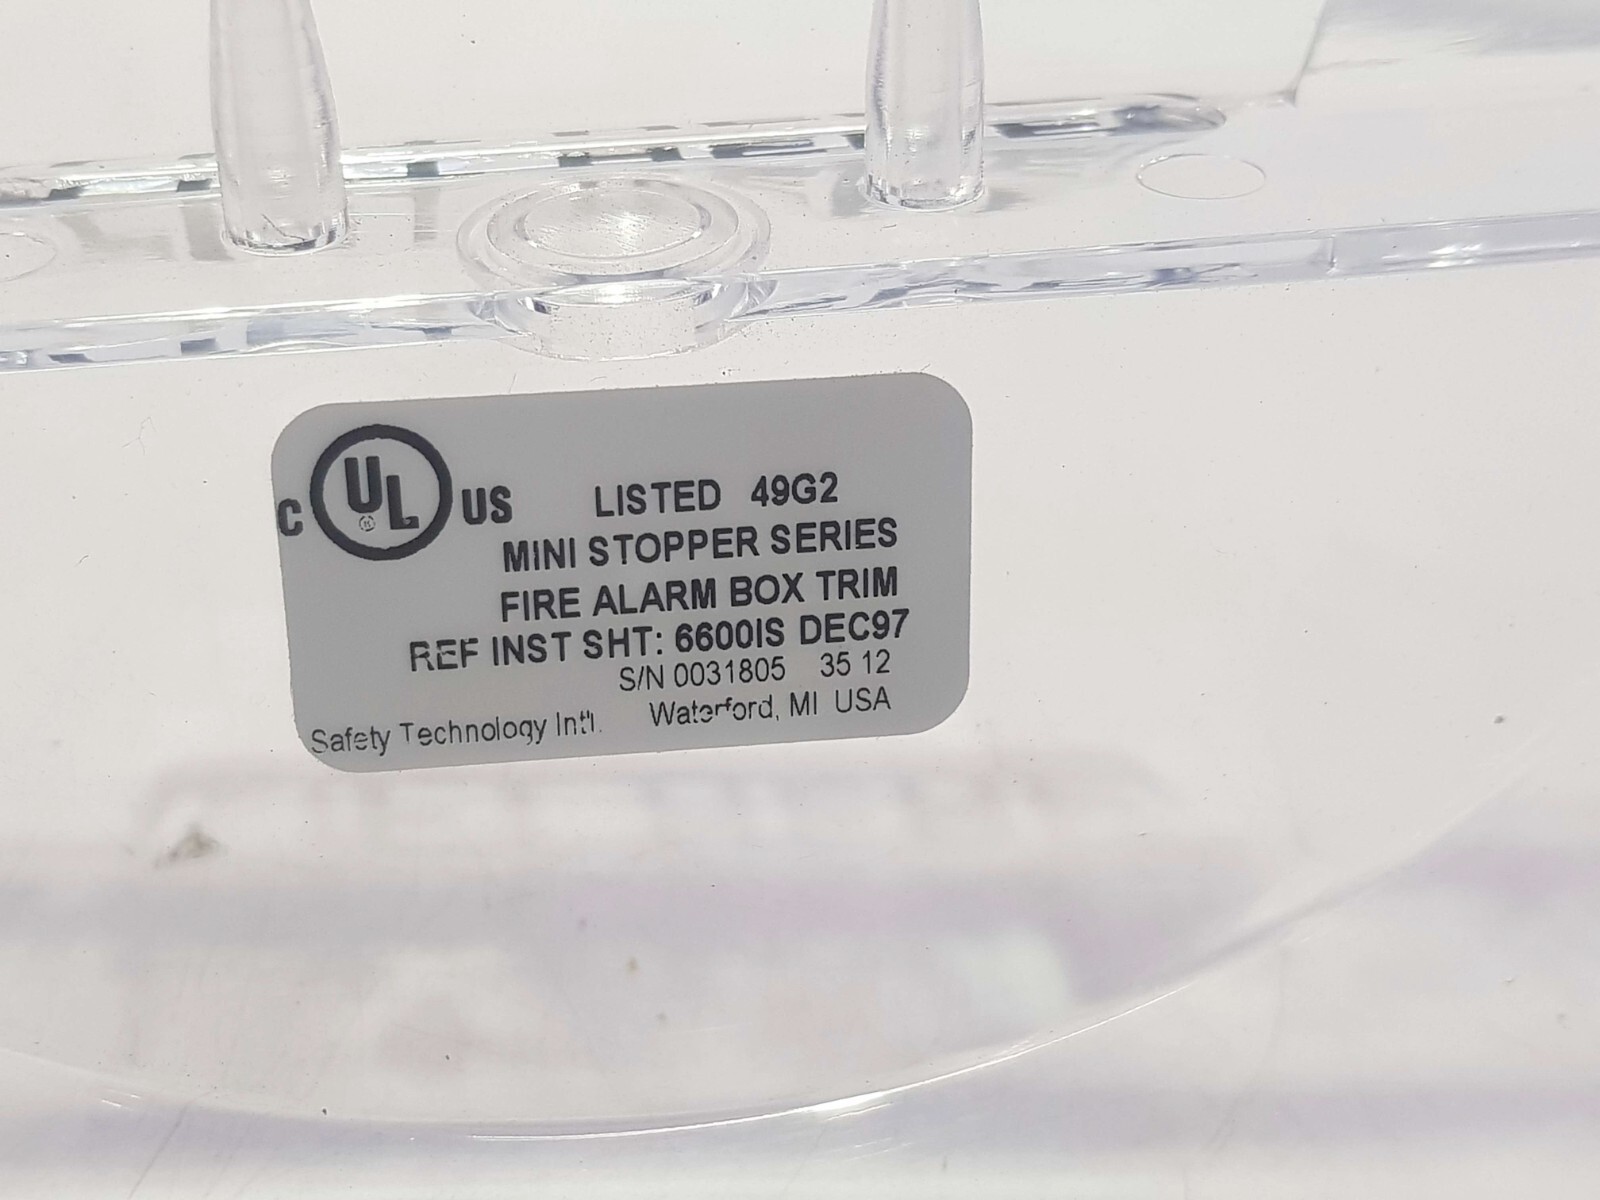 C UL® US LISTED 49G2
MINI STOPPER SERIES
FIRE ALARM BOX TRIM
REF INST SHT: 6600IS DEC97
S/N 0031805 35 12
Safety Technology Int'l. Waterford, MI USA